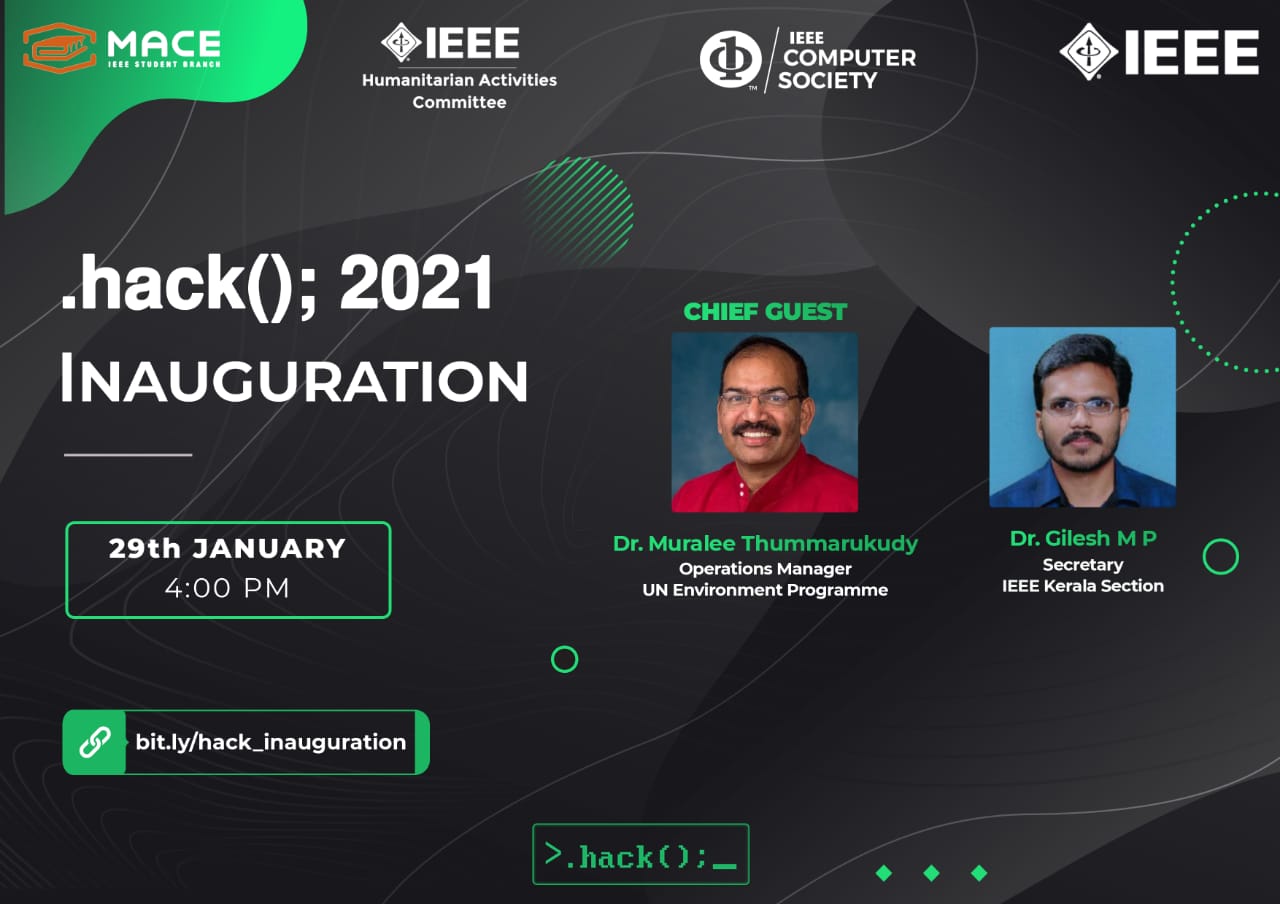 MACE
IEEE STUDENT BRANCH
IEEE
Humanitarian Activities
Committee
IEEE
COMPUTER
SOCIETY
TM
IEEE
.hack(); 2021
INAUGURATION
29th JANUARY
4:00 PM
bit.ly/hack_inauguration
CHIEF GUEST
Dr. Muralee Thummarukudy
Operations Manager
UN Environment Programme
Dr. Gilesh M P
Secretary
IEEE Kerala Section
>.hack();_